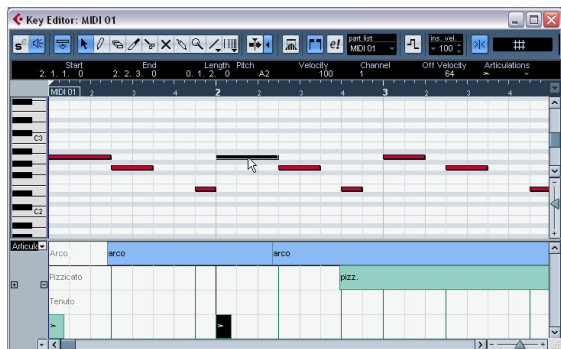 Key Editor: MIDI 01
part list
MIDI 01
ins. vel...
100
Start End Length Pitch Velocity Channel Off Velocity Articulations
2. 1. 1. 0 2. 2. 3. 0 0. 1. 2. 0 A2 100 1 64 >
MIDI 01 2 3 4 2 2 3 4 3 2 3 4
C3
C2
Articula
Arco arco arco
Pizzicato pizz.
Tenuto
> >